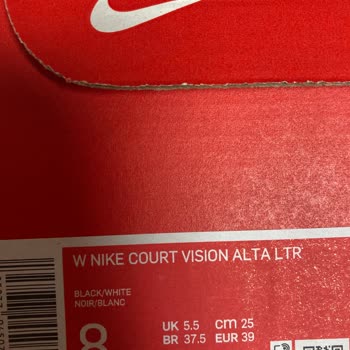 W NIKE COURT VISION ALTA LTR
BLACK/WHITE
NOIR/BLANC
8
UK 5.5 cm 25
BR 37.5 EUR 39